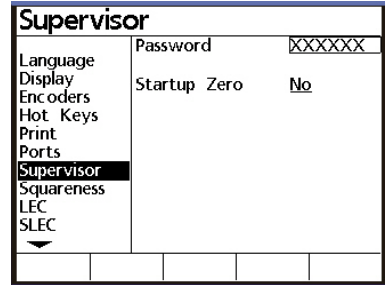 Supervisor
Password XXXXXX
Startup Zero No
Language
Display
Encoders
Hot Keys
Print
Ports
Supervisor
Squareness
LEC
SLEC